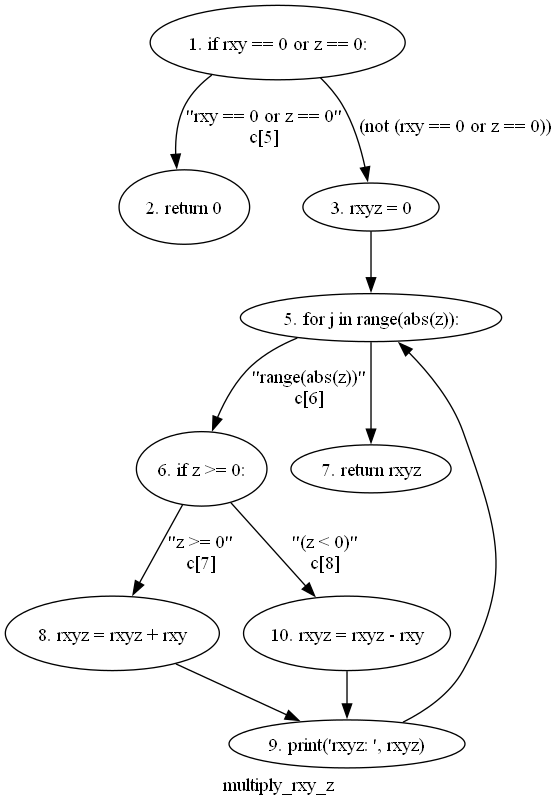 1. if rxy == 0 or z == 0:
"rxy == 0 or z == 0"
c[5]
(not (rxy == 0 or z == 0))
2. return 0
3. rxyz = 0
5. for j in range(abs(z)):
"range(abs(z))"
c[6]
6. if z >= 0:
7. return rxyz
"z >= 0"
c[7]
"(z < 0)"
c[8]
8. rxyz = rxyz + rxy
10. rxyz = rxyz - rxy
9. print('rxyz: ', rxyz)
multiply_rxy_z